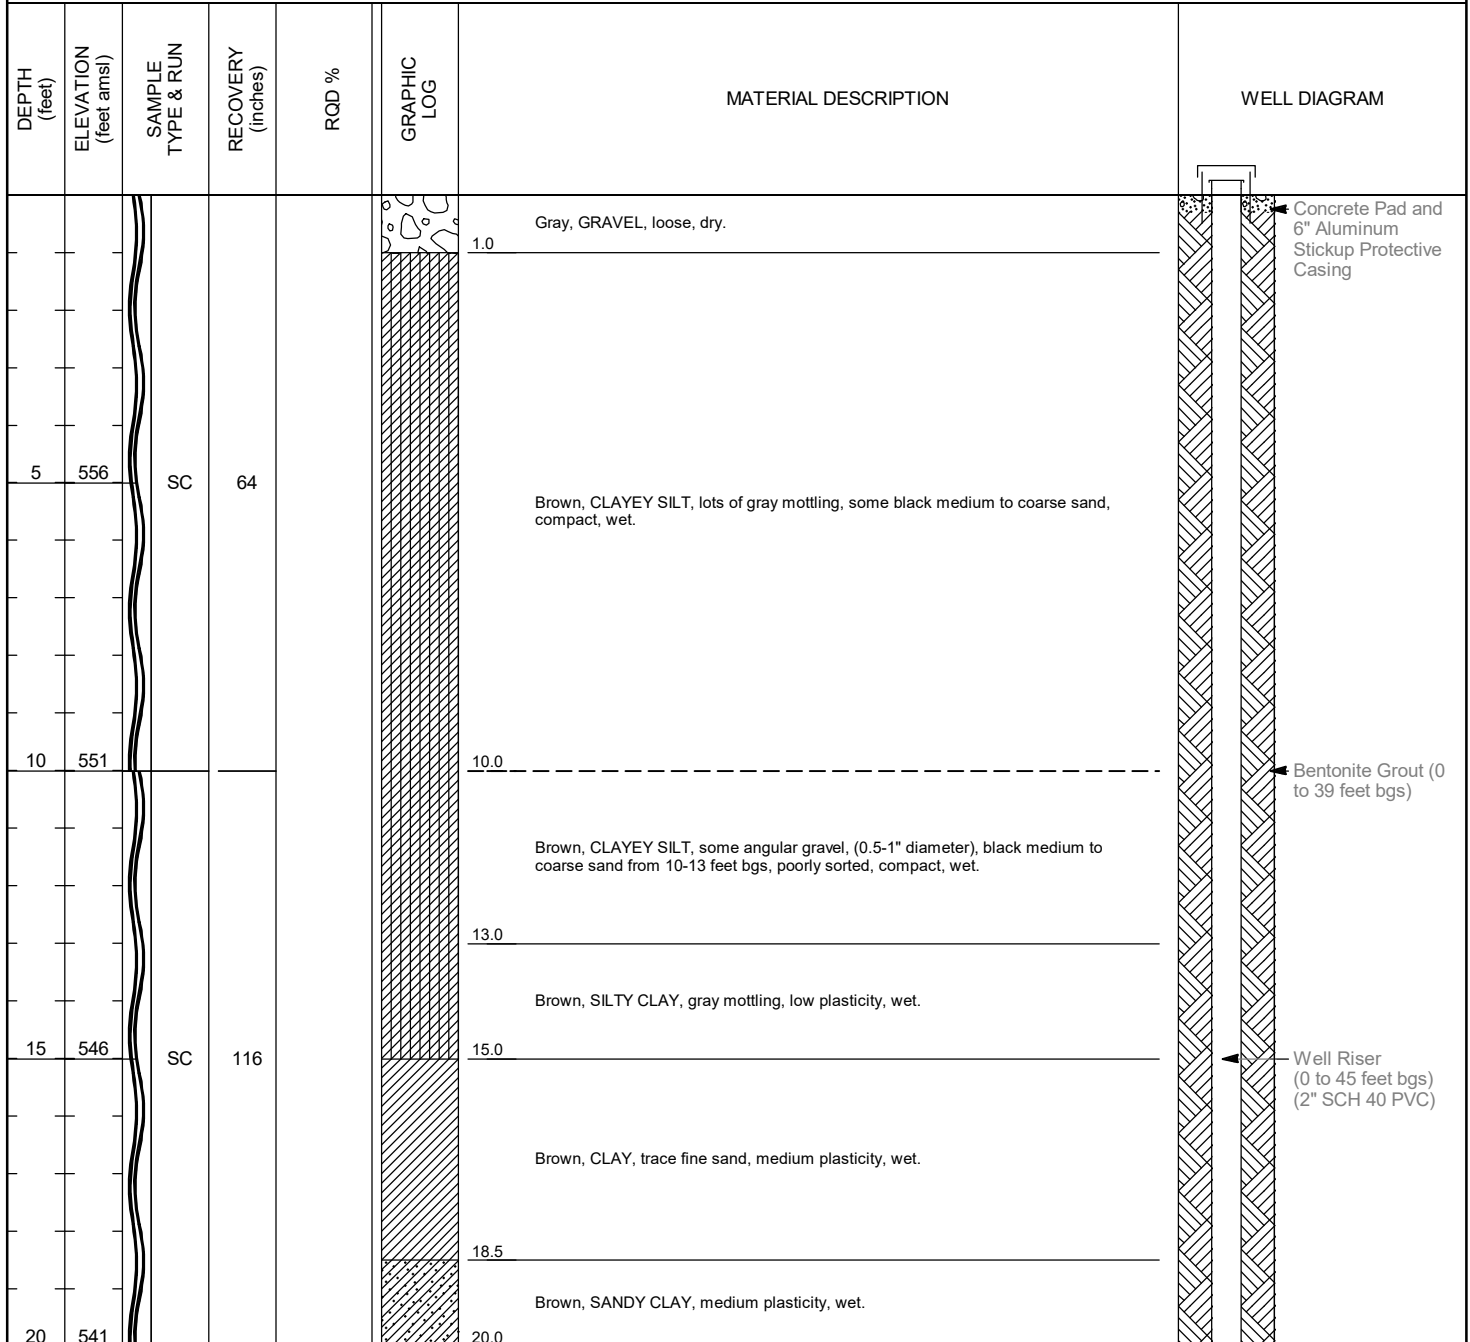 DEPTH
(feet)
ELEVATION
(feet amsl)
SAMPLE
TYPE & RUN
RECOVERY
(inches)
RQD %
GRAPHIC
LOG
MATERIAL DESCRIPTION
WELL DIAGRAM
Gray, GRAVEL, loose, dry.
1.0
Concrete Pad and
6" Aluminum
Stickup Protective
Casing
5 556 SC 64
Brown, CLAYEY SILT, lots of gray mottling, some black medium to coarse sand,
compact, wet.
10 551 10.0
Bentonite Grout (0
to 39 feet bgs)
Brown, CLAYEY SILT, some angular gravel, (0.5-1" diameter), black medium to
coarse sand from 10-13 feet bgs, poorly sorted, compact, wet.
13.0
Brown, SILTY CLAY, gray mottling, low plasticity, wet.
15 546 SC 116 15.0
Well Riser
(0 to 45 feet bgs)
(2" SCH 40 PVC)
Brown, CLAY, trace fine sand, medium plasticity, wet.
18.5
Brown, SANDY CLAY, medium plasticity, wet.
20 541 20.0